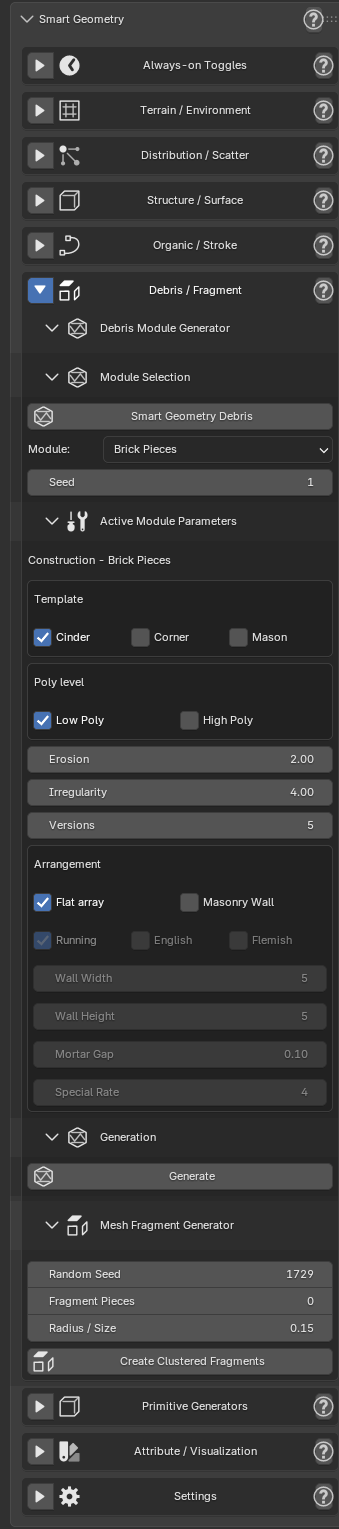 Smart Geometry
Always-on Toggles
Terrain / Environment
Distribution / Scatter
Structure / Surface
Organic / Stroke
Debris / Fragment
Debris Module Generator
Module Selection
Smart Geometry Debris
Module: Brick Pieces
Seed 1
Active Module Parameters
Construction - Brick Pieces
Template
Cinder Corner Mason
Poly level
Low Poly High Poly
Erosion 2.00
Irregularity 4.00
Versions 5
Arrangement
Flat array Masonry Wall
Running English Flemish
Wall Width 5
Wall Height 5
Mortar Gap 0.10
Special Rate 4
Generation
Generate
Mesh Fragment Generator
Random Seed 1729
Fragment Pieces 0
Radius / Size 0.15
Create Clustered Fragments
Primitive Generators
Attribute / Visualization
Settings